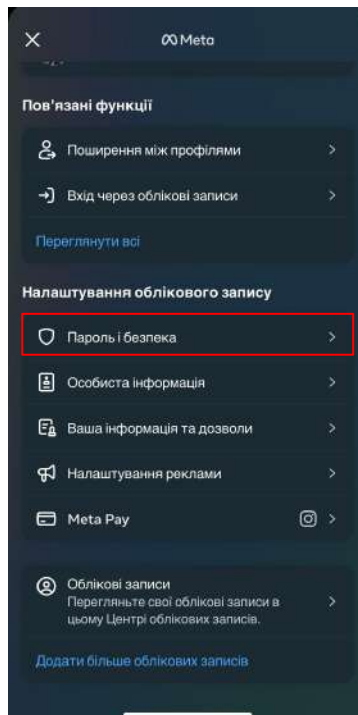 Meta
Пов'язані функції
Поширення між профілями
Вхід через облікові записи
Переглянути всі
Налаштування облікового запису
Пароль і безпека
Особиста інформація
Ваша інформація та дозволи
Налаштування реклами
Meta Pay
Облікові записи
Перегляньте свої облікові записи в
цьому Центрі облікових записів.
Додати більше облікових записів